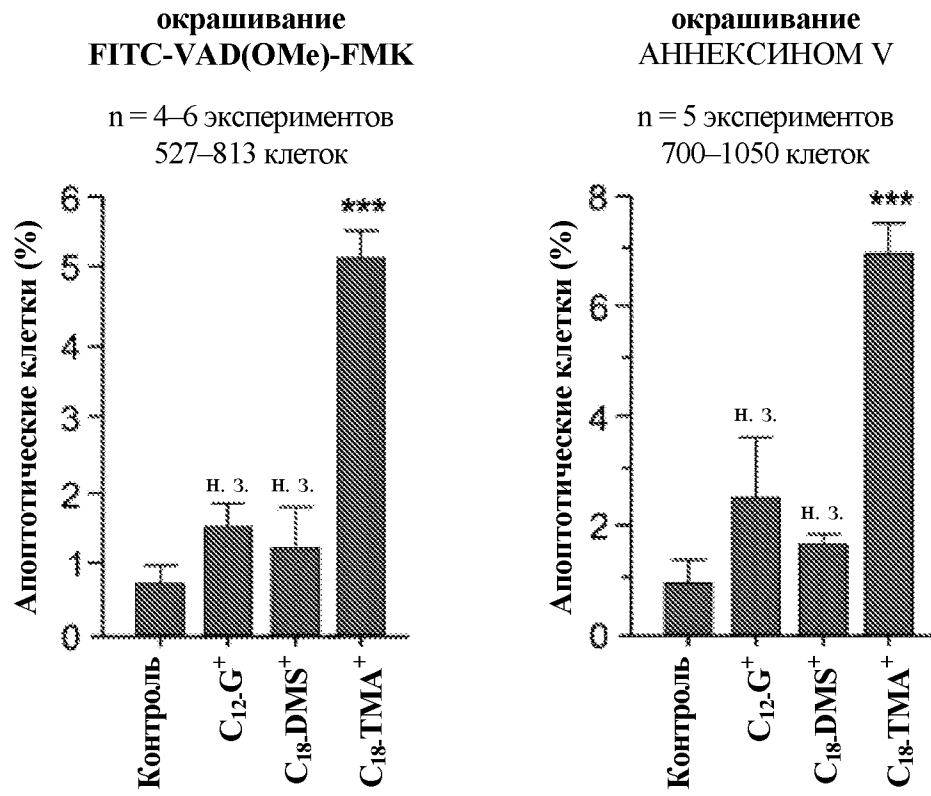 окрашивание
FITC-VAD(OMe)-FMK
n = 4–6 экспериментов
527–813 клеток
Апоптотические клетки (%)
6
5
4
3
2
1
0
н. з.
н. з.
***
Контроль
C12-G+
C18-DMS+
C18-TMA+
окрашивание
АННЕКСИНОМ V
n = 5 экспериментов
700–1050 клеток
Апоптотические клетки (%)
8
6
4
2
0
н. з.
н. з.
***
Контроль
C12-G+
C18-DMS+
C18-TMA+